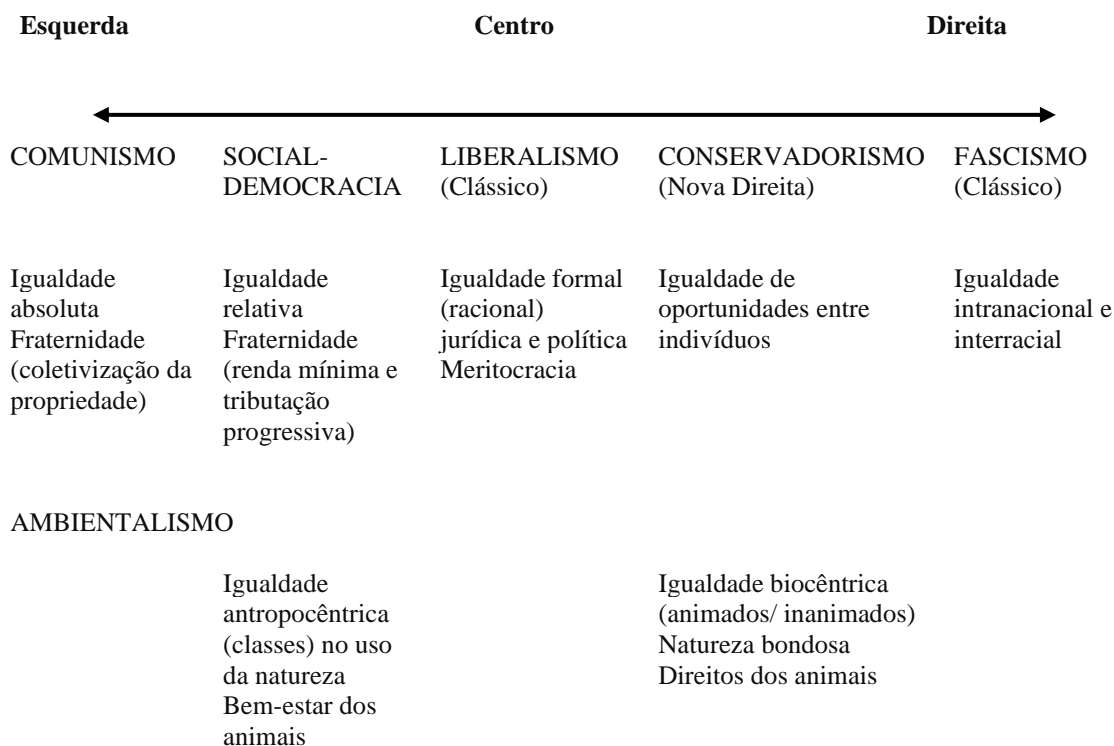 Esquerda Centro Direita
COMUNISMO
SOCIAL-
DEMOCRACIA
LIBERALISMO
(Clássico)
CONSERVADORISMO
(Nova Direita)
FASCISMO
(Clássico)
Igualdade
absoluta
Fraternidade
(coletivização da
propriedade)
Igualdade
relativa
Fraternidade
(renda mínima e
tributação
progressiva)
Igualdade formal
(racional)
jurídica e política
Meritocracia
Igualdade de
oportunidades entre
indivíduos
Igualdade
intranacional e
interracial
AMBIENTALISMO
Igualdade
antropocêntrica
(classes) no uso
da natureza
Bem-estar dos
animais
Igualdade biocêntrica
(animados/ inanimados)
Natureza bondosa
Direitos dos animais